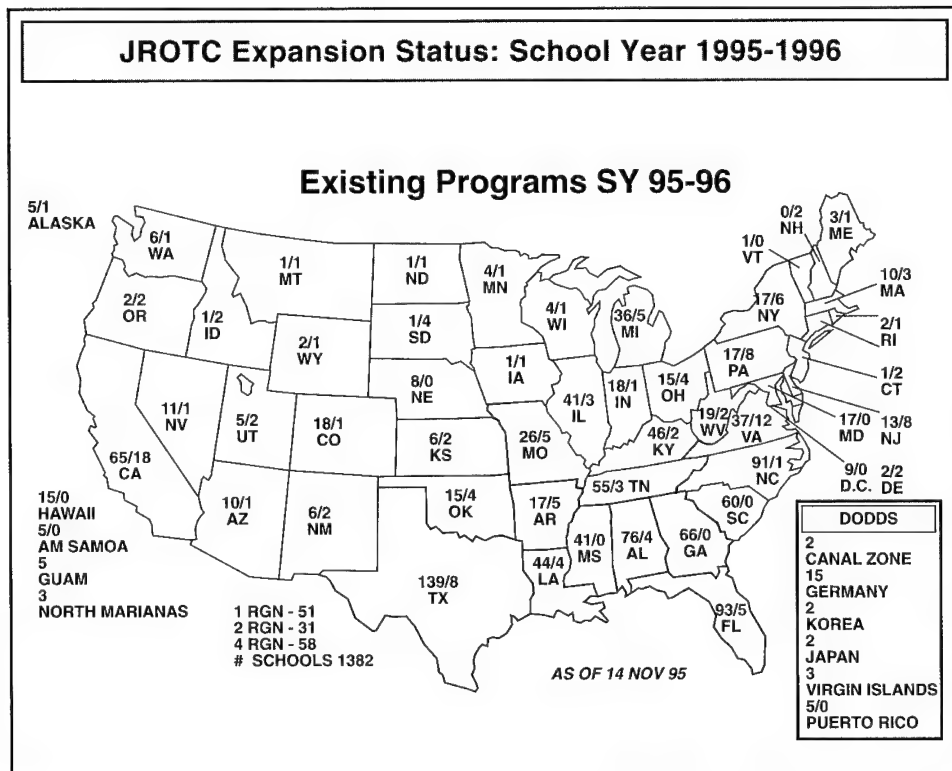 JROTC Expansion Status: School Year 1995-1996
Existing Programs SY 95-96
5/1
ALASKA
6/1
WA
2/2
OR
1/2
ID
1/1
MT
2/1
WY
11/1
NV
65/18
CA
5/2
UT
18/1
CO
10/1
AZ
6/2
NM
1/1
ND
1/4
SD
8/0
NE
6/2
KS
15/4
OK
139/8
TX
4/1
MN
1/1
IA
26/5
MO
17/5
AR
44/4
LA
4/1
WI
41/3
IL
36/5
MI
18/1
IN
15/4
OH
46/2
KY
55/3 TN
41/0
MS
76/4
AL
66/0
GA
93/5
FL
60/0
SC
91/1
NC
37/12
VA
19/2
WV
17/8
PA
17/6
NY
1/0
VT
0/2
NH
3/1
ME
10/3
MA
2/1
RI
1/2
CT
13/8
NJ
17/0
MD
9/0
D.C.
2/2
DE
15/0
HAWAII
5/0
AM SAMOA
5
GUAM
3
NORTH MARIANAS
1 RGN - 51
2 RGN - 31
4 RGN - 58
# SCHOOLS 1382
AS OF 14 NOV 95
DODDS
2
CANAL ZONE
15
GERMANY
2
KOREA
2
JAPAN
3
VIRGIN ISLANDS
5/0
PUERTO RICO